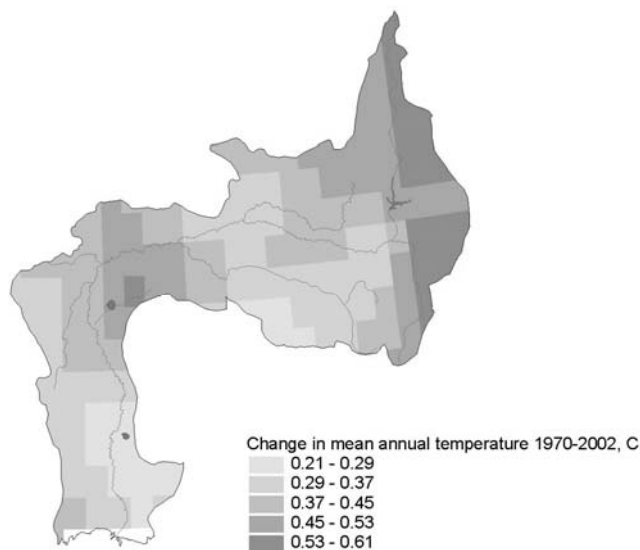 Change in mean annual temperature 1970-2002, C
0.21 - 0.29
0.29 - 0.37
0.37 - 0.45
0.45 - 0.53
0.53 - 0.61